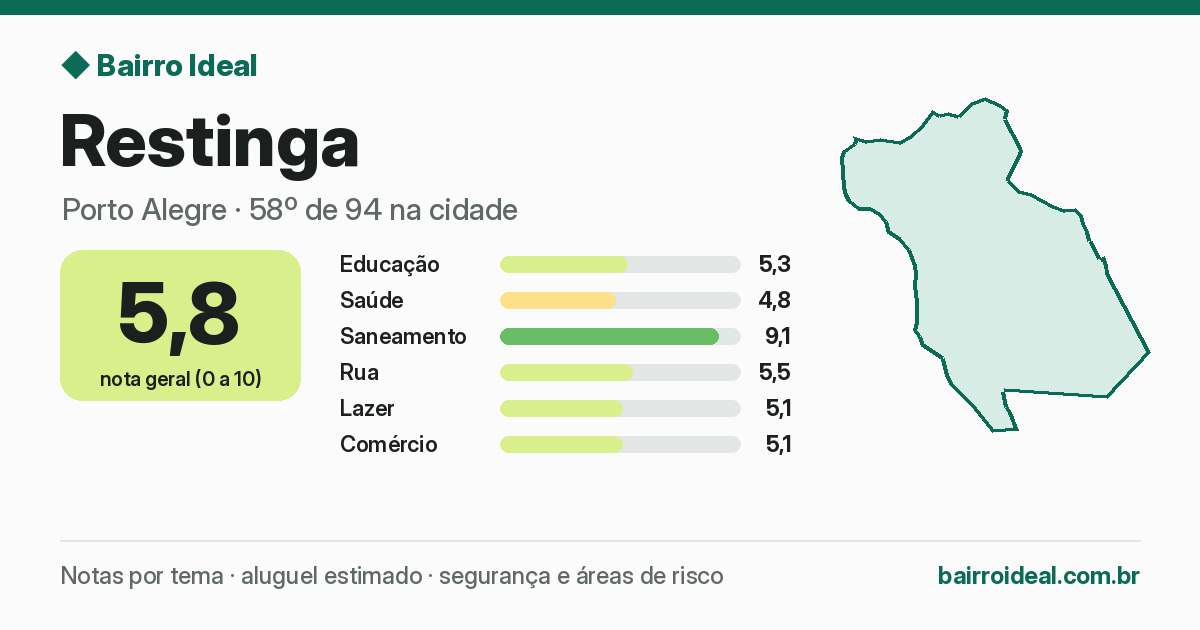 Bairro Ideal
Restinga
Porto Alegre · 58º de 94 na cidade
5,8
nota geral (0 a 10)
Educação 5,3
Saúde 4,8
Saneamento 9,1
Rua 5,5
Lazer 5,1
Comércio 5,1
Notas por tema · aluguel estimado · segurança e áreas de risco
bairroideal.com.br